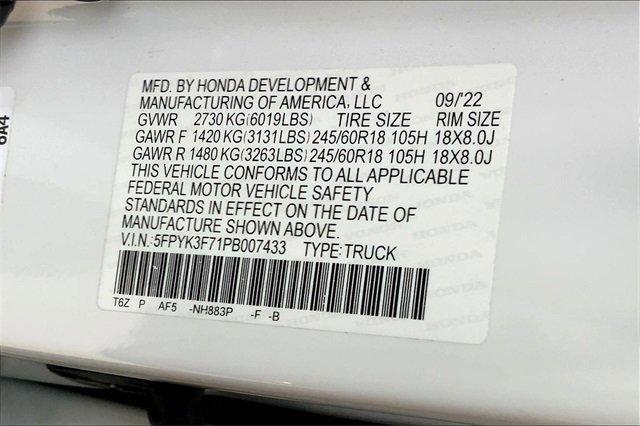 MFD. BY HONDA DEVELOPMENT &
MANUFACTURING OF AMERICA, LLC 09/'22
GVWR 2730 KG(6019LBS) TIRE SIZE RIM SIZE
GAWR F 1420 KG(3131LBS) 245/60R18 105H 18X8.0J
GAWR R 1480 KG(3263LBS) 245/60R18 105H 18X8.0J
THIS VEHICLE CONFORMS TO ALL APPLICABLE
FEDERAL MOTOR VEHICLE SAFETY
STANDARDS IN EFFECT ON THE DATE OF
MANUFACTURE SHOWN ABOVE.
V.I.N.: 5FPYK3F71PB007433 TYPE: TRUCK
T6Z P AF5 -NH883P -F -B
6A4